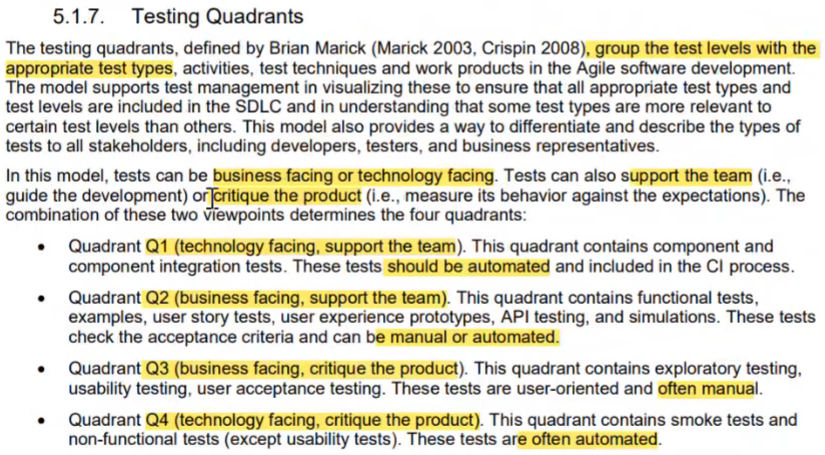 5.1.7. Testing Quadrants
The testing quadrants, defined by Brian Marick (Marick 2003, Crispin 2008), group the test levels with the
appropriate test types, activities, test techniques and work products in the Agile software development.
The model supports test management in visualizing these to ensure that all appropriate test types and
test levels are included in the SDLC and in understanding that some test types are more relevant to
certain test levels than others. This model also provides a way to differentiate and describe the types of
tests to all stakeholders, including developers, testers, and business representatives.
In this model, tests can be business facing or technology facing. Tests can also support the team (i.e.,
guide the development) or critique the product (i.e., measure its behavior against the expectations). The
combination of these two viewpoints determines the four quadrants:
• Quadrant Q1 (technology facing, support the team). This quadrant contains component and
component integration tests. These tests should be automated and included in the CI process.
• Quadrant Q2 (business facing, support the team). This quadrant contains functional tests,
examples, user story tests, user experience prototypes, API testing, and simulations. These tests
check the acceptance criteria and can be manual or automated.
• Quadrant Q3 (business facing, critique the product). This quadrant contains exploratory testing,
usability testing, user acceptance testing. These tests are user-oriented and often manual.
• Quadrant Q4 (technology facing, critique the product). This quadrant contains smoke tests and
non-functional tests (except usability tests). These tests are often automated.